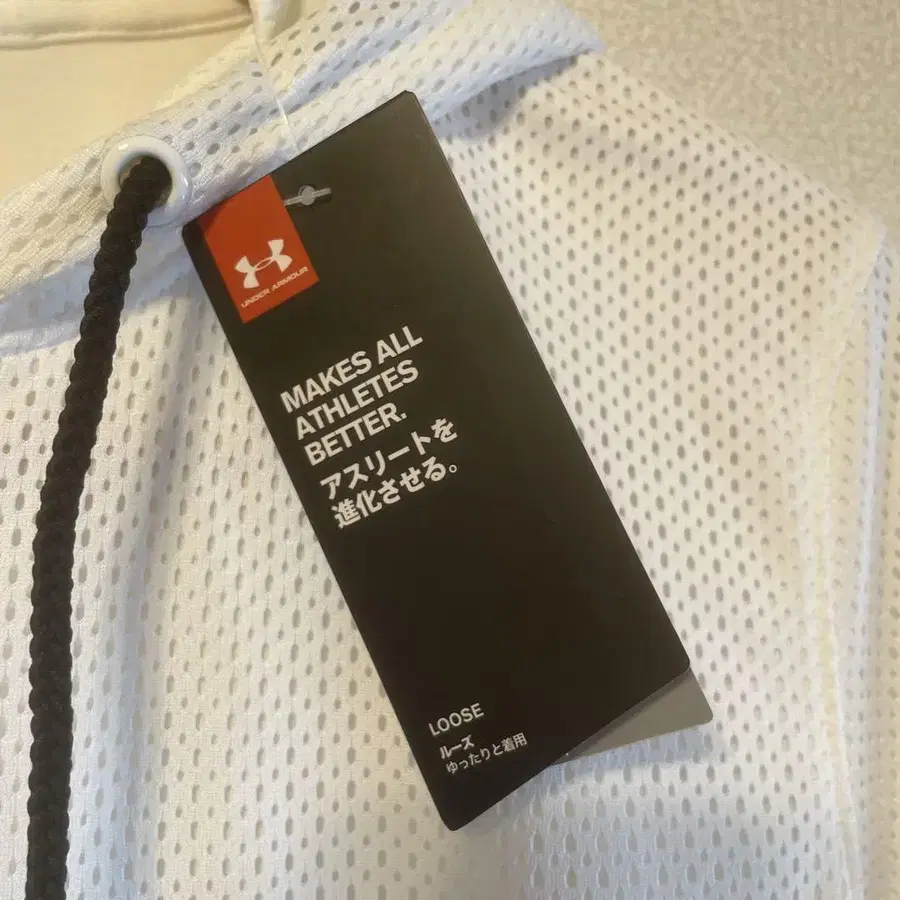 UNDER ARMOUR
MAKES ALL
ATHLETES
BETTER.
アスリートを
進化させる。
LOOSE
ルーズ
ゆったりと着用